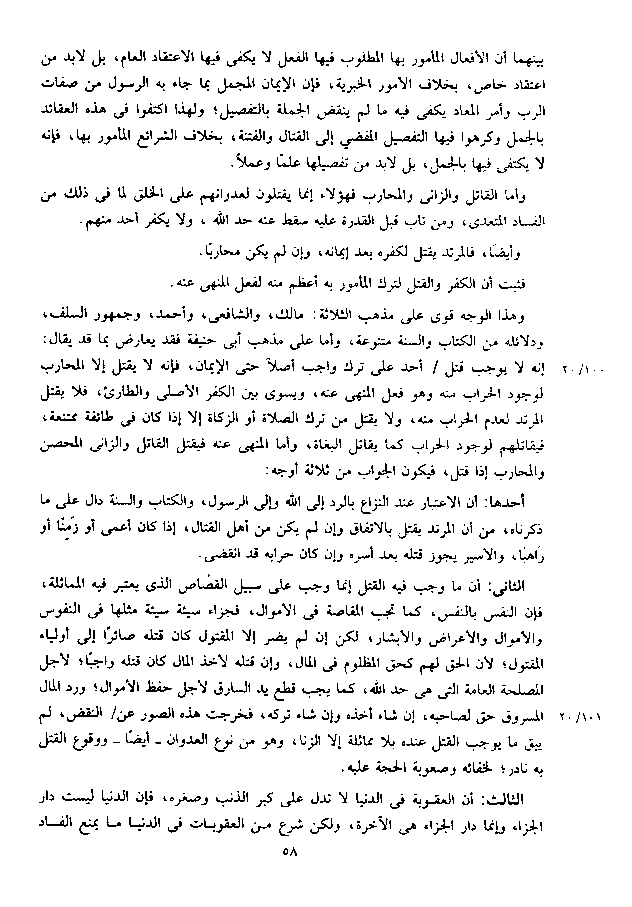 بينهما أن الأفعال المأمور بها المطلوب فيها الفعل لا يكفى فيها الاعتقاد العام، بل لابد من
اعتقاد خاص، بخلاف الأمور الخبرية، فإن الإيمان المجمل بما جاء به الرسول من صفات
الرب وأمر المعاد يكفى فيه ما لم ينقض الجملة بالتفصيل؛ ولهذا اكتفوا فى هذه العقائد
بالجمل وكرهوا فيها التفصيل المفضي إلى القتال والفتنة، بخلاف الشرائع المأمور بها، فإنه
لا يكتفى فيها بالجمل، بل لابد من تفصيلها علمًا وعملاً.
وأما القاتل والزانى والمحارب فهؤلاء إنما يقتلون لعدوانهم على الخلق لما فى ذلك من
الفساد المتعدى، ومن تاب قبل القدرة عليه سقط عنه حد الله ، ولا يكفر أحد منهم.
وأيضًا، فالمرتد يقتل لكفره بعد إيمانه، وإن لم يكن محاربًا.
فثبت أن الكفر والقتل لترك المأمور به أعظم منه لفعل المنهى عنه.
وهذا الوجه قوى على مذهب الثلاثة: مالك، والشافعى، وأحمد، وجمهور السلف،
ودلائله من الكتاب والسنة متنوعة، وأما على مذهب أبى حنيفة فقد يعارض بما قد يقال:
إنه لا يوجب قتل / أحد على ترك واجب أصلاً حتى الإيمان، فإنه لا يقتل إلا المحارب ٢٠/١٠٠
لوجود الحراب منه وهو فعل المنهى عنه، ويسوى بين الكفر الأصلى والطارئ، فلا يقتل
المرتد لعدم الحراب منه، ولا يقتل من ترك الصلاة أو الزكاة إلا إذا كان فى طائفة ممتنعة،
فيقاتلهم لوجود الحراب كما يقاتل البغاة، وأما المنهى عنه فيقتل القاتل والزانى المحصن
والمحارب إذا قتل، فيكون الجواب من ثلاثة أوجه:
أحدها: أن الاعتبار عند النزاع بالرد إلى الله وإلى الرسول، والكتاب والسنة دال على ما
ذكرناه، من أن المرتد يقتل بالاتفاق وإن لم يكن من أهل القتال، إذا كان أعمى أو زَمِنًا أو
راهبًا، والأسير يجوز قتله بعد أسره وإن كان حرابه قد انقضى.
الثانى: أن ما وجب فيه القتل إنما وجب على سبيل القصاص الذى يعتبر فيه المماثلة،
فإن النفس بالنفس، كما تجب المقاصة فى الأموال، فجزاء سيئة سيئة مثلها فى النفوس
والأموال والأعراض والأبشار، لكن إن لم يضر إلا المقتول كان قتله صائرًا إلى أولياء
المقتول؛ لأن الحق لهم كحق المظلوم فى المال، وإن قتله لأخذ المال كان قتله واجبًا؛ لأجل
المصلحة العامة التى هى حد الله، كما يجب قطع يد السارق لأجل حفظ الأموال؛ ورد المال
المسروق حق لصاحبه، إن شاء أخذه وإن شاء تركه، فخرجت هذه الصور عن/ النقض، لم ٢٠/١٠١
يبق ما يوجب القتل عنده بلا مماثلة إلا الزنا، وهو من نوع العدوان ـ أيضًا ـ ووقوع القتل
به نادر؛ لخفائه وصعوبة الحجة عليه.
الثالث: أن العقوبة فى الدنيا لا تدل على كبر الذنب وصغره، فإن الدنيا ليست دار
الجزاء وإنما دار الجزاء هى الآخرة، ولكن شرع من العقوبات فى الدنيا ما يمنع الفساد
٥٨